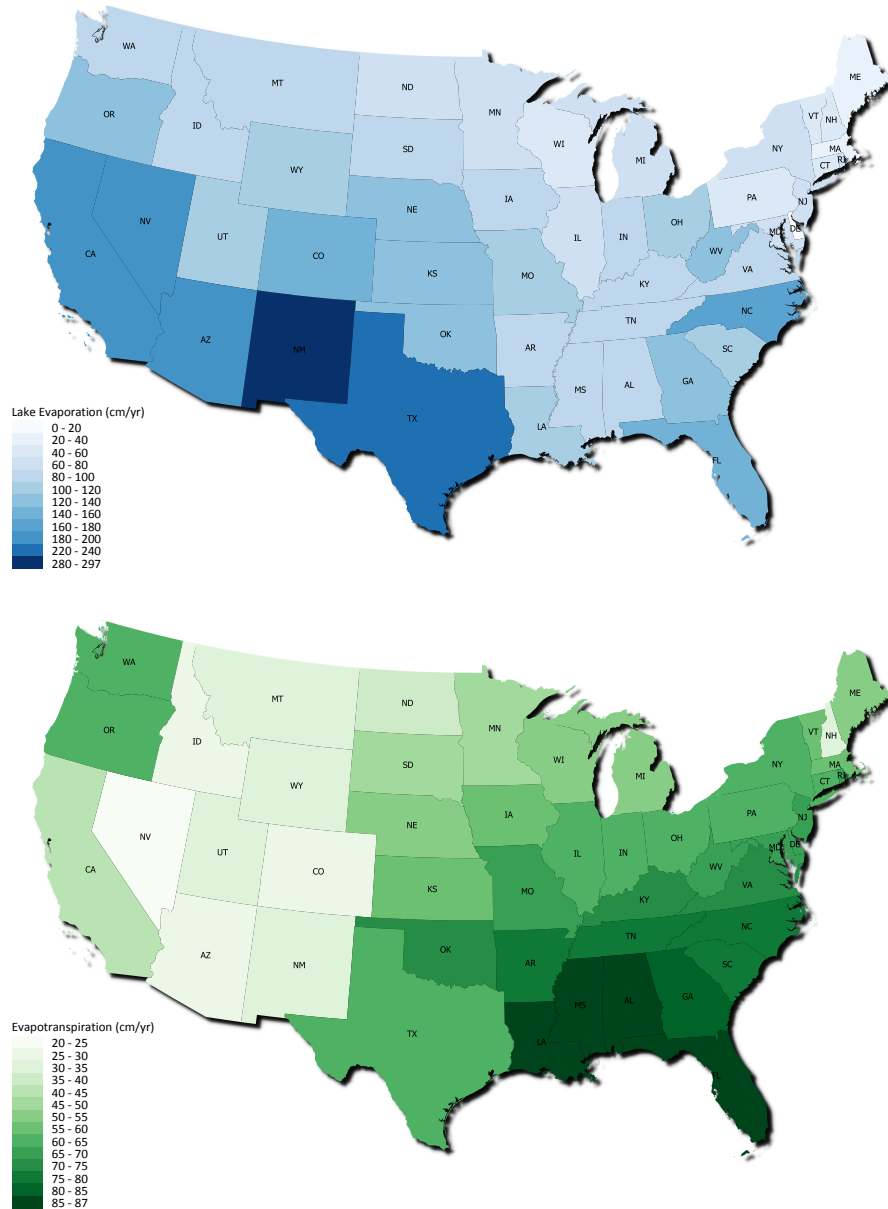 WA
MT
ND
MN
ME
OR
ID
SD
WI
MI
VT
NH
NY
MA
CT
RI
WY
IA
PA
NJ
NE
OH
MD
DE
NV
UT
CO
IL
IN
WV
VA
CA
KS
MO
KY
NC
AZ
NM
OK
TN
AR
SC
MS
AL
GA
TX
LA
FL
Lake Evaporation (cm/yr)
0 - 20
20 - 40
40 - 60
60 - 80
80 - 100
100 - 120
120 - 140
140 - 160
160 - 180
180 - 200
220 - 240
280 - 297
WA
MT
ND
MN
ME
OR
ID
SD
WI
MI
VT
NH
NY
MA
CT
RI
WY
IA
PA
NJ
NE
OH
MD
DE
NV
UT
CO
IL
IN
WV
VA
CA
KS
MO
KY
NC
AZ
NM
OK
TN
AR
SC
MS
AL
GA
TX
LA
FL
Evapotranspiration (cm/yr)
20 - 25
25 - 30
30 - 35
35 - 40
40 - 45
45 - 50
50 - 55
55 - 60
60 - 65
65 - 70
70 - 75
75 - 80
80 - 85
85 - 87